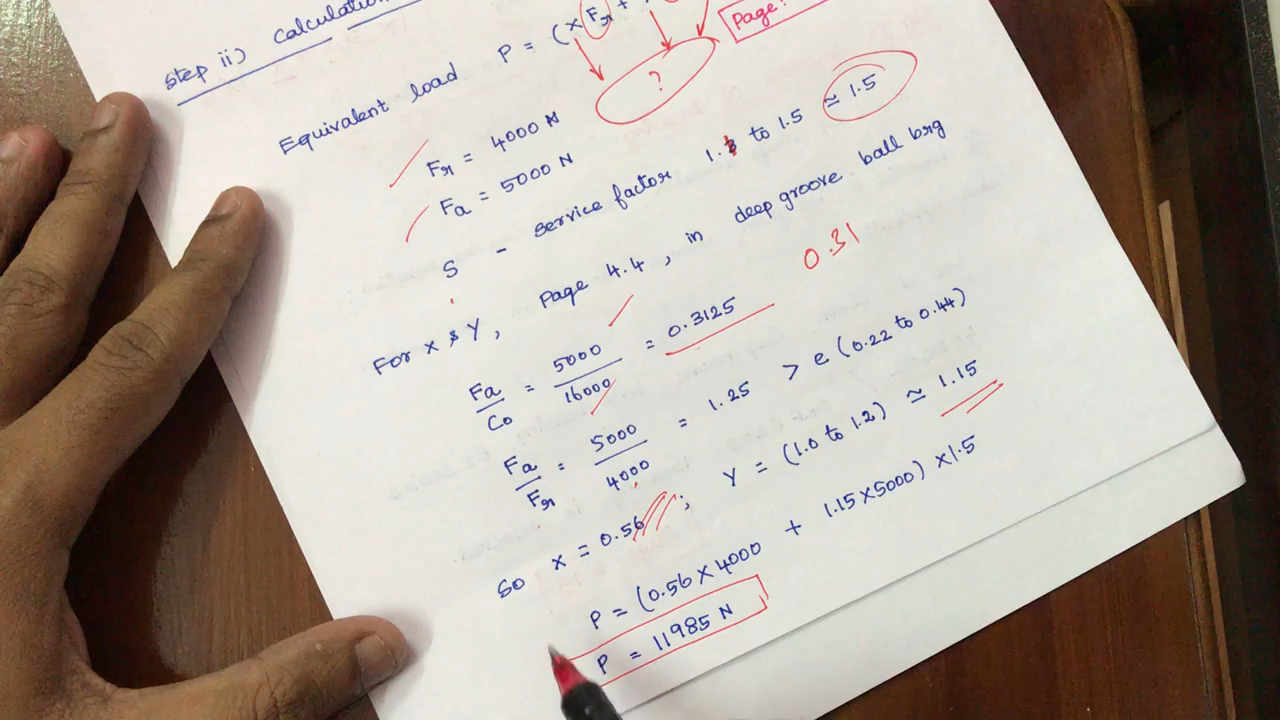 Step ii) calculation
Equivalent load P = (x Fr +
Page:
?
Fr = 4000 N
Fa = 5000 N
S - Service factor 1.1 to 1.5 ≃ 1.5
For x & Y, Page 4.4, in deep groove ball brg
Fa/Co = 5000/16000 = 0.3125 0.31
Fa/Fr = 5000/4000 = 1.25 > e (0.22 to 0.44)
So x = 0.56 ; Y = (1.0 to 1.2) ≃ 1.15
P = (0.56 x 4000 + 1.15 x 5000) x 1.5
P = 11985 N